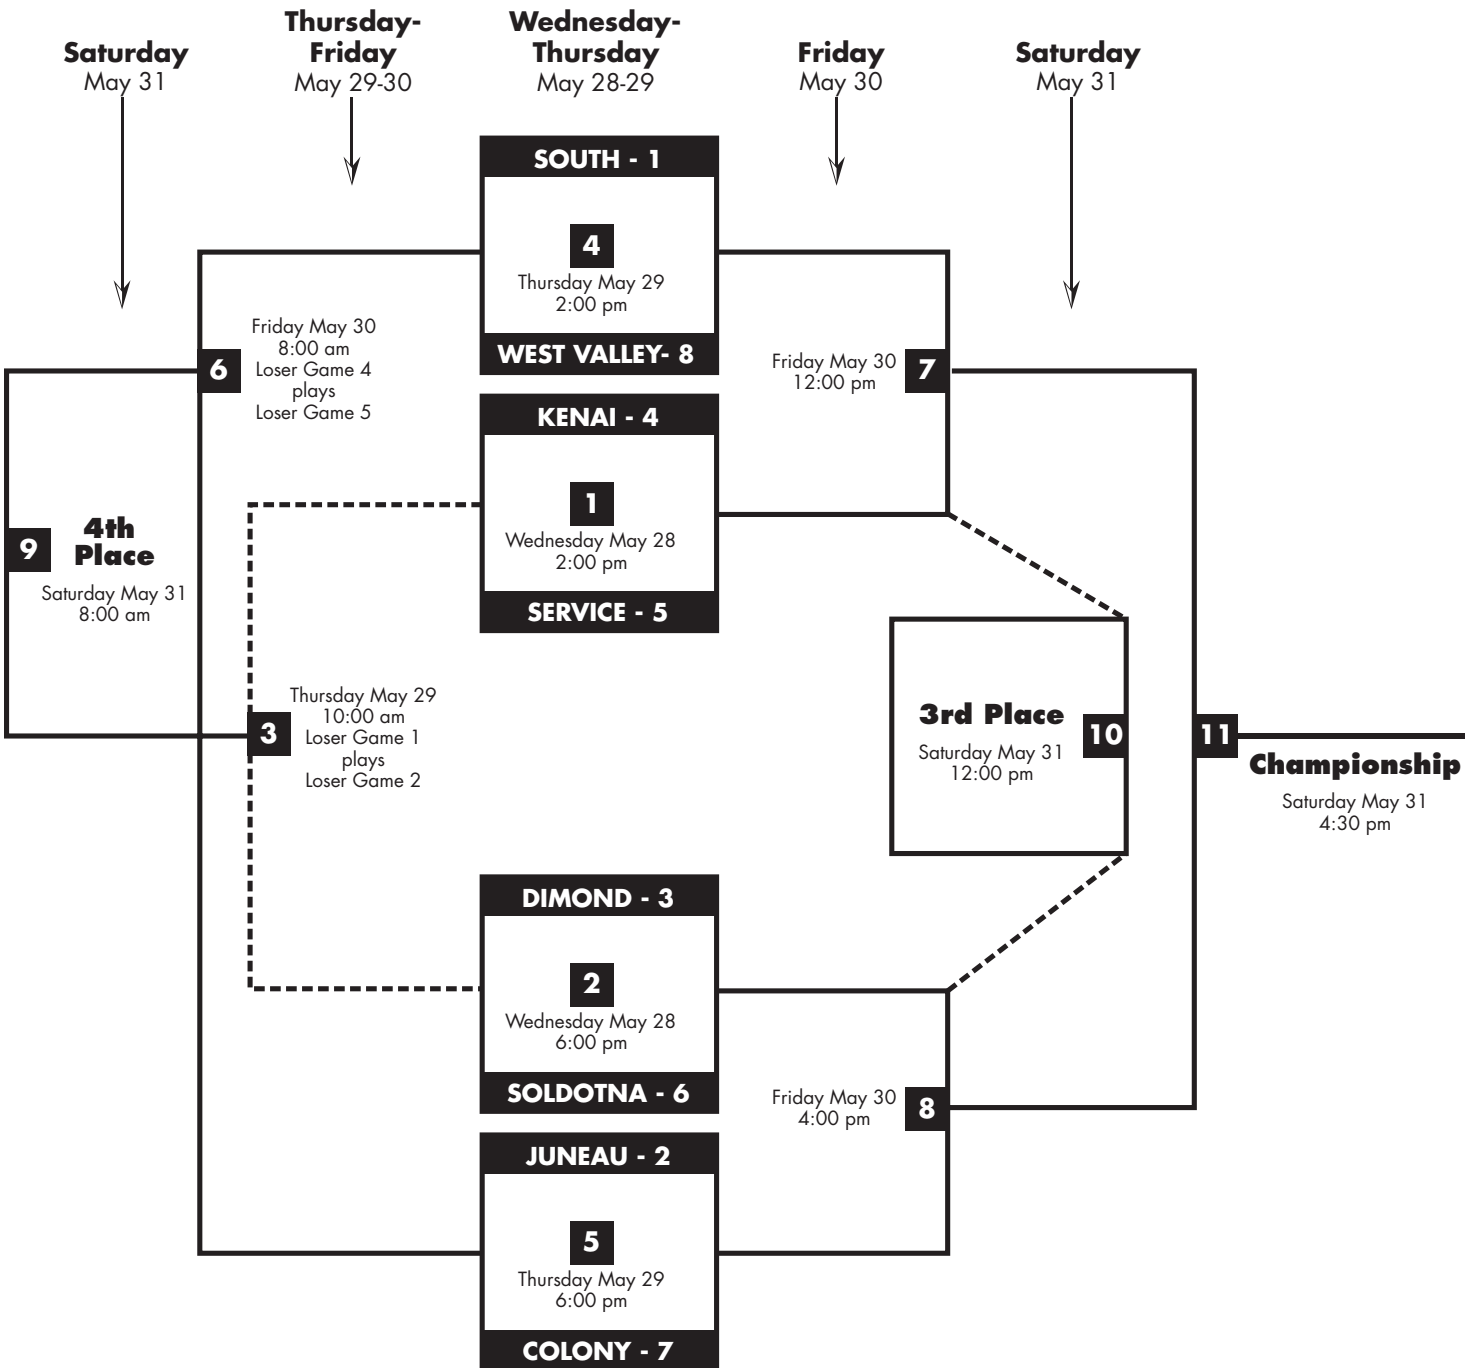 Saturday
May 31
Thursday-
Friday
May 29-30
Wednesday-
Thursday
May 28-29
Friday
May 30
Saturday
May 31
SOUTH - 1
4
Thursday May 29
2:00 pm
WEST VALLEY- 8
6
Friday May 30
8:00 am
Loser Game 4
plays
Loser Game 5
Friday May 30
12:00 pm
7
KENAI - 4
1
Wednesday May 28
2:00 pm
SERVICE - 5
9
4th
Place
Saturday May 31
8:00 am
3
Thursday May 29
10:00 am
Loser Game 1
plays
Loser Game 2
3rd Place
Saturday May 31
12:00 pm
10
11
Championship
Saturday May 31
4:30 pm
DIMOND - 3
2
Wednesday May 28
6:00 pm
SOLDOTNA - 6
Friday May 30
4:00 pm
8
JUNEAU - 2
5
Thursday May 29
6:00 pm
COLONY - 7